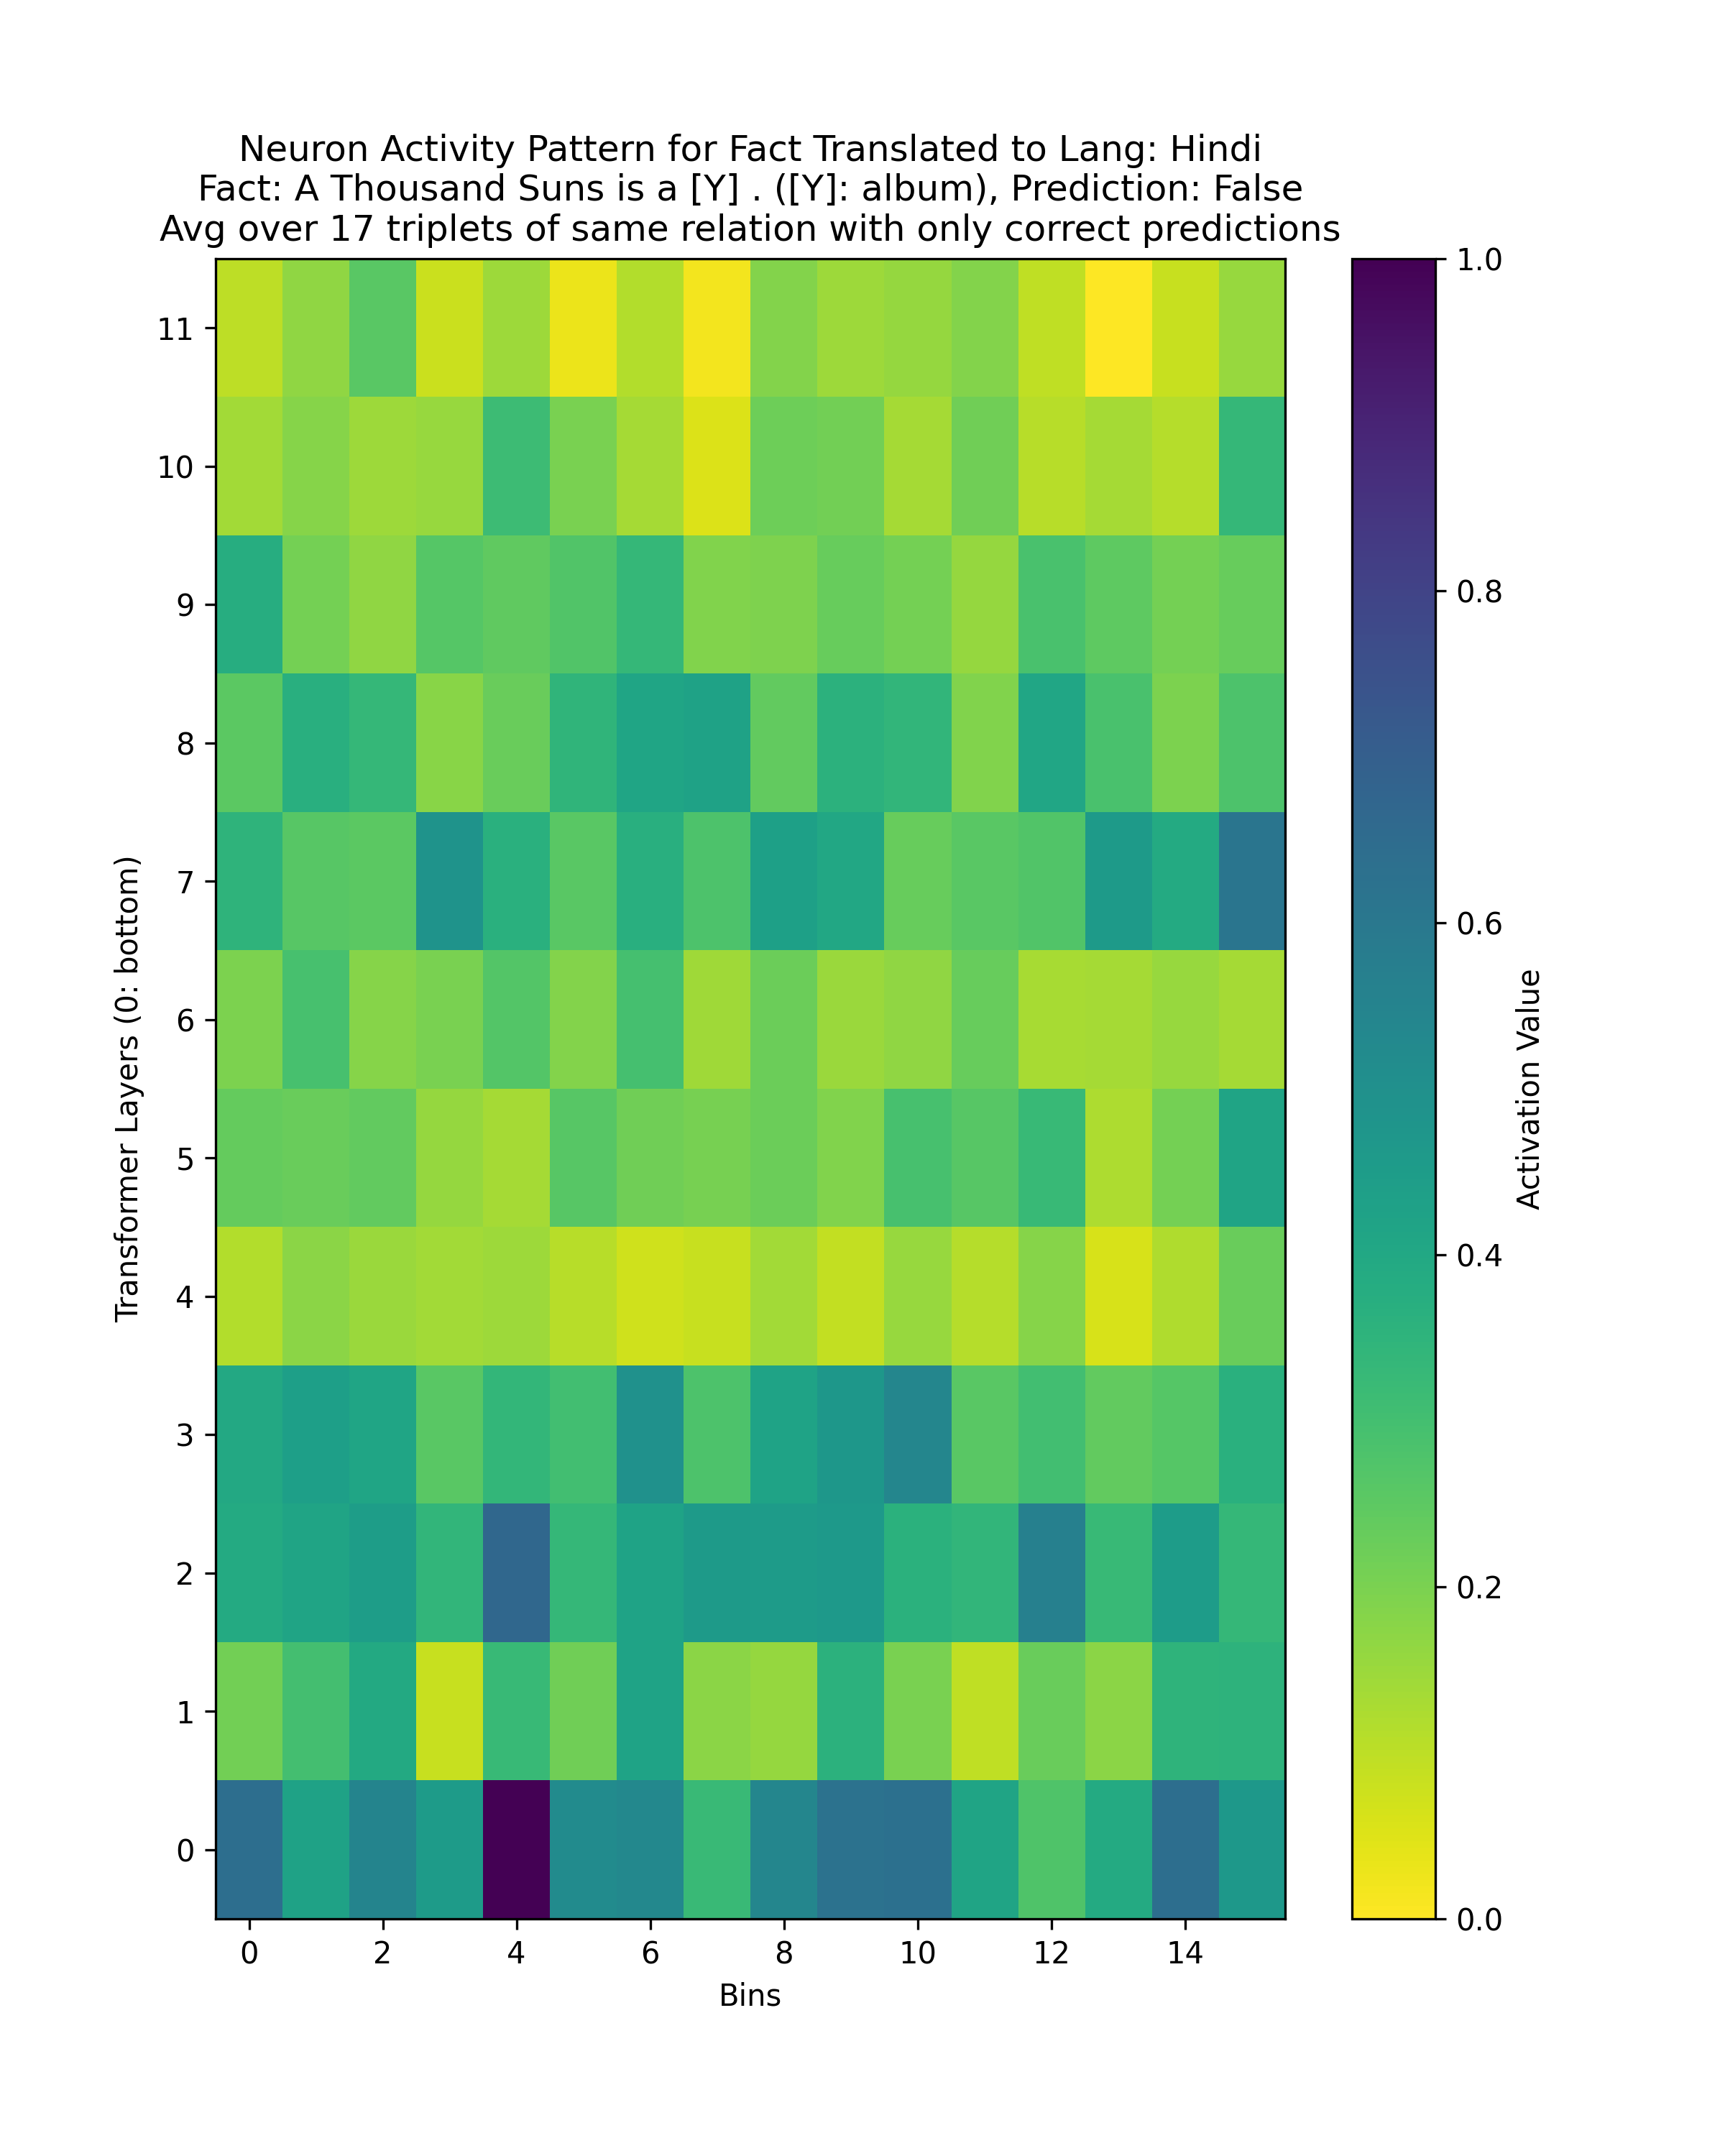 Neuron Activity Pattern for Fact Translated to Lang: Hindi
Fact: A Thousand Suns is a [Y] . ([Y]: album), Prediction: False
Avg over 17 triplets of same relation with only correct predictions
Transformer Layers (0: bottom)
11
10
9
8
7
6
5
4
3
2
1
0
0 2 4 6 8 10 12 14
Bins
1.0
0.8
0.6
0.4
0.2
0.0
Activation Value